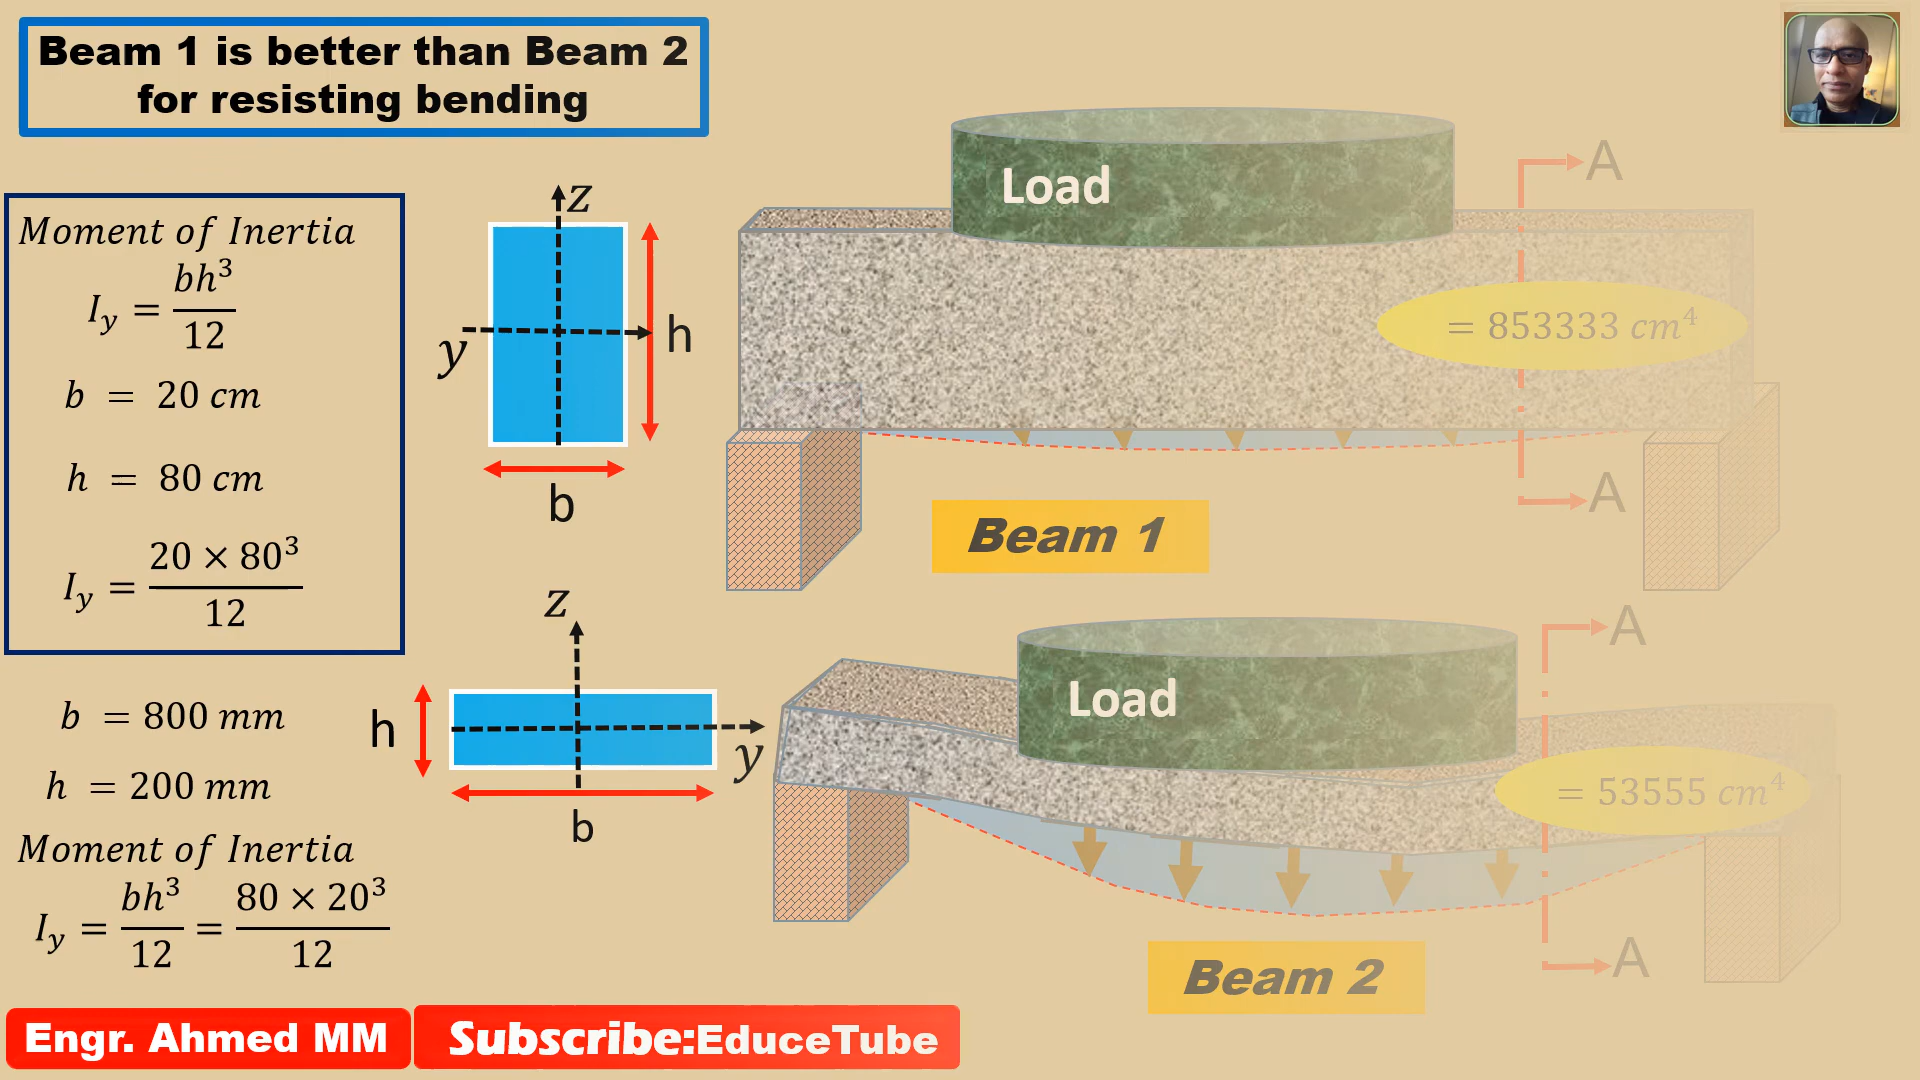 Beam 1 is better than Beam 2
for resisting bending
Moment of Inertia
I_y = bh³/12
b = 20 cm
h = 80 cm
I_y = 20 × 80³/12
z
y
h
b
Load
A
= 853333 cm⁴
A
Beam 1
b = 800 mm
h = 200 mm
Moment of Inertia
I_y = bh³/12 = 80 × 20³/12
z
h
y
b
Load
A
= 53555 cm⁴
A
Beam 2
Engr. Ahmed MM
Subscribe:EduceTube